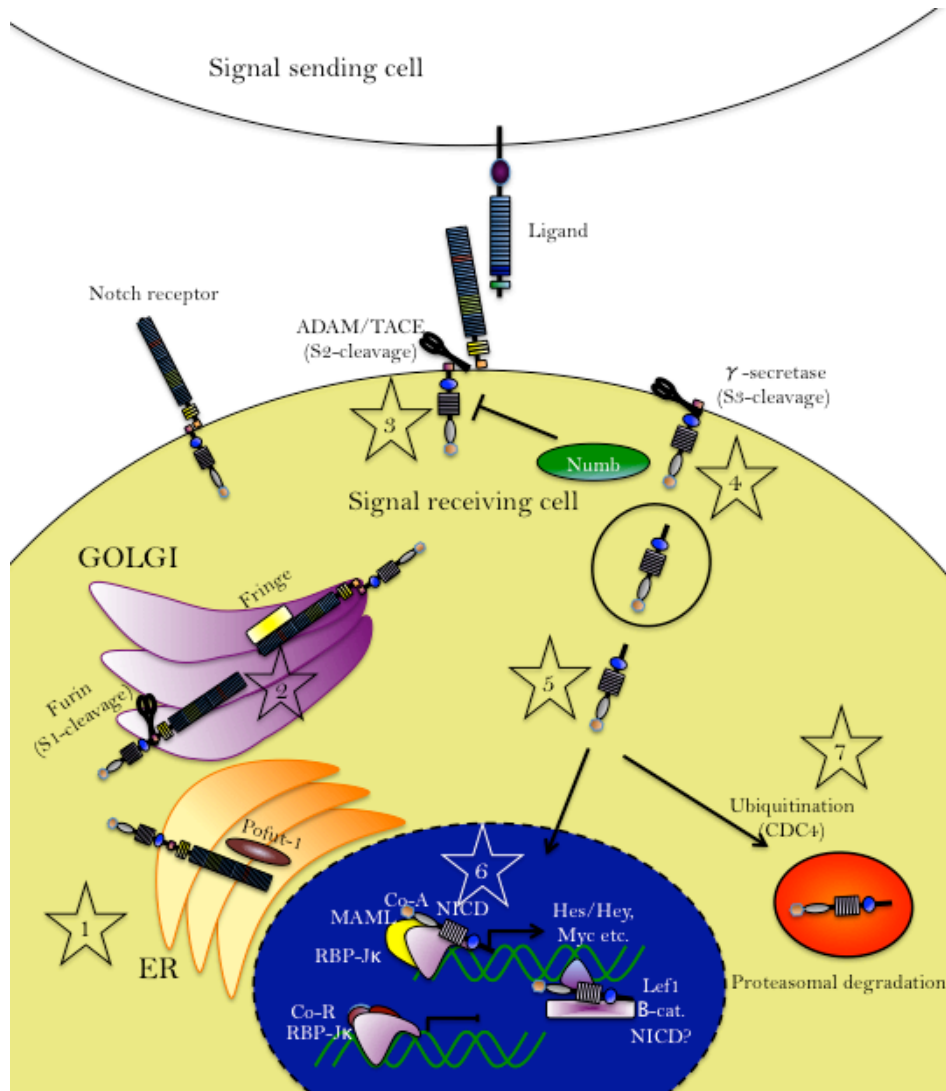 Signal sending cell
Ligand
Notch receptor
ADAM/TACE
(S2-cleavage)
γ-secretase
(S3-cleavage)
3
Numb
4
Signal receiving cell
GOLGI
Fringe
2
5
Furin
(S1-cleavage)
7
Ubiquitination
(CDC4)
Pofut-1
1
ER
6
Co-A
MAML
NICD
RBP-Jκ
Hes/Hey,
Myc etc.
Lef1
B-cat.
NICD?
Co-R
RBP-Jκ
Proteasomal degradation